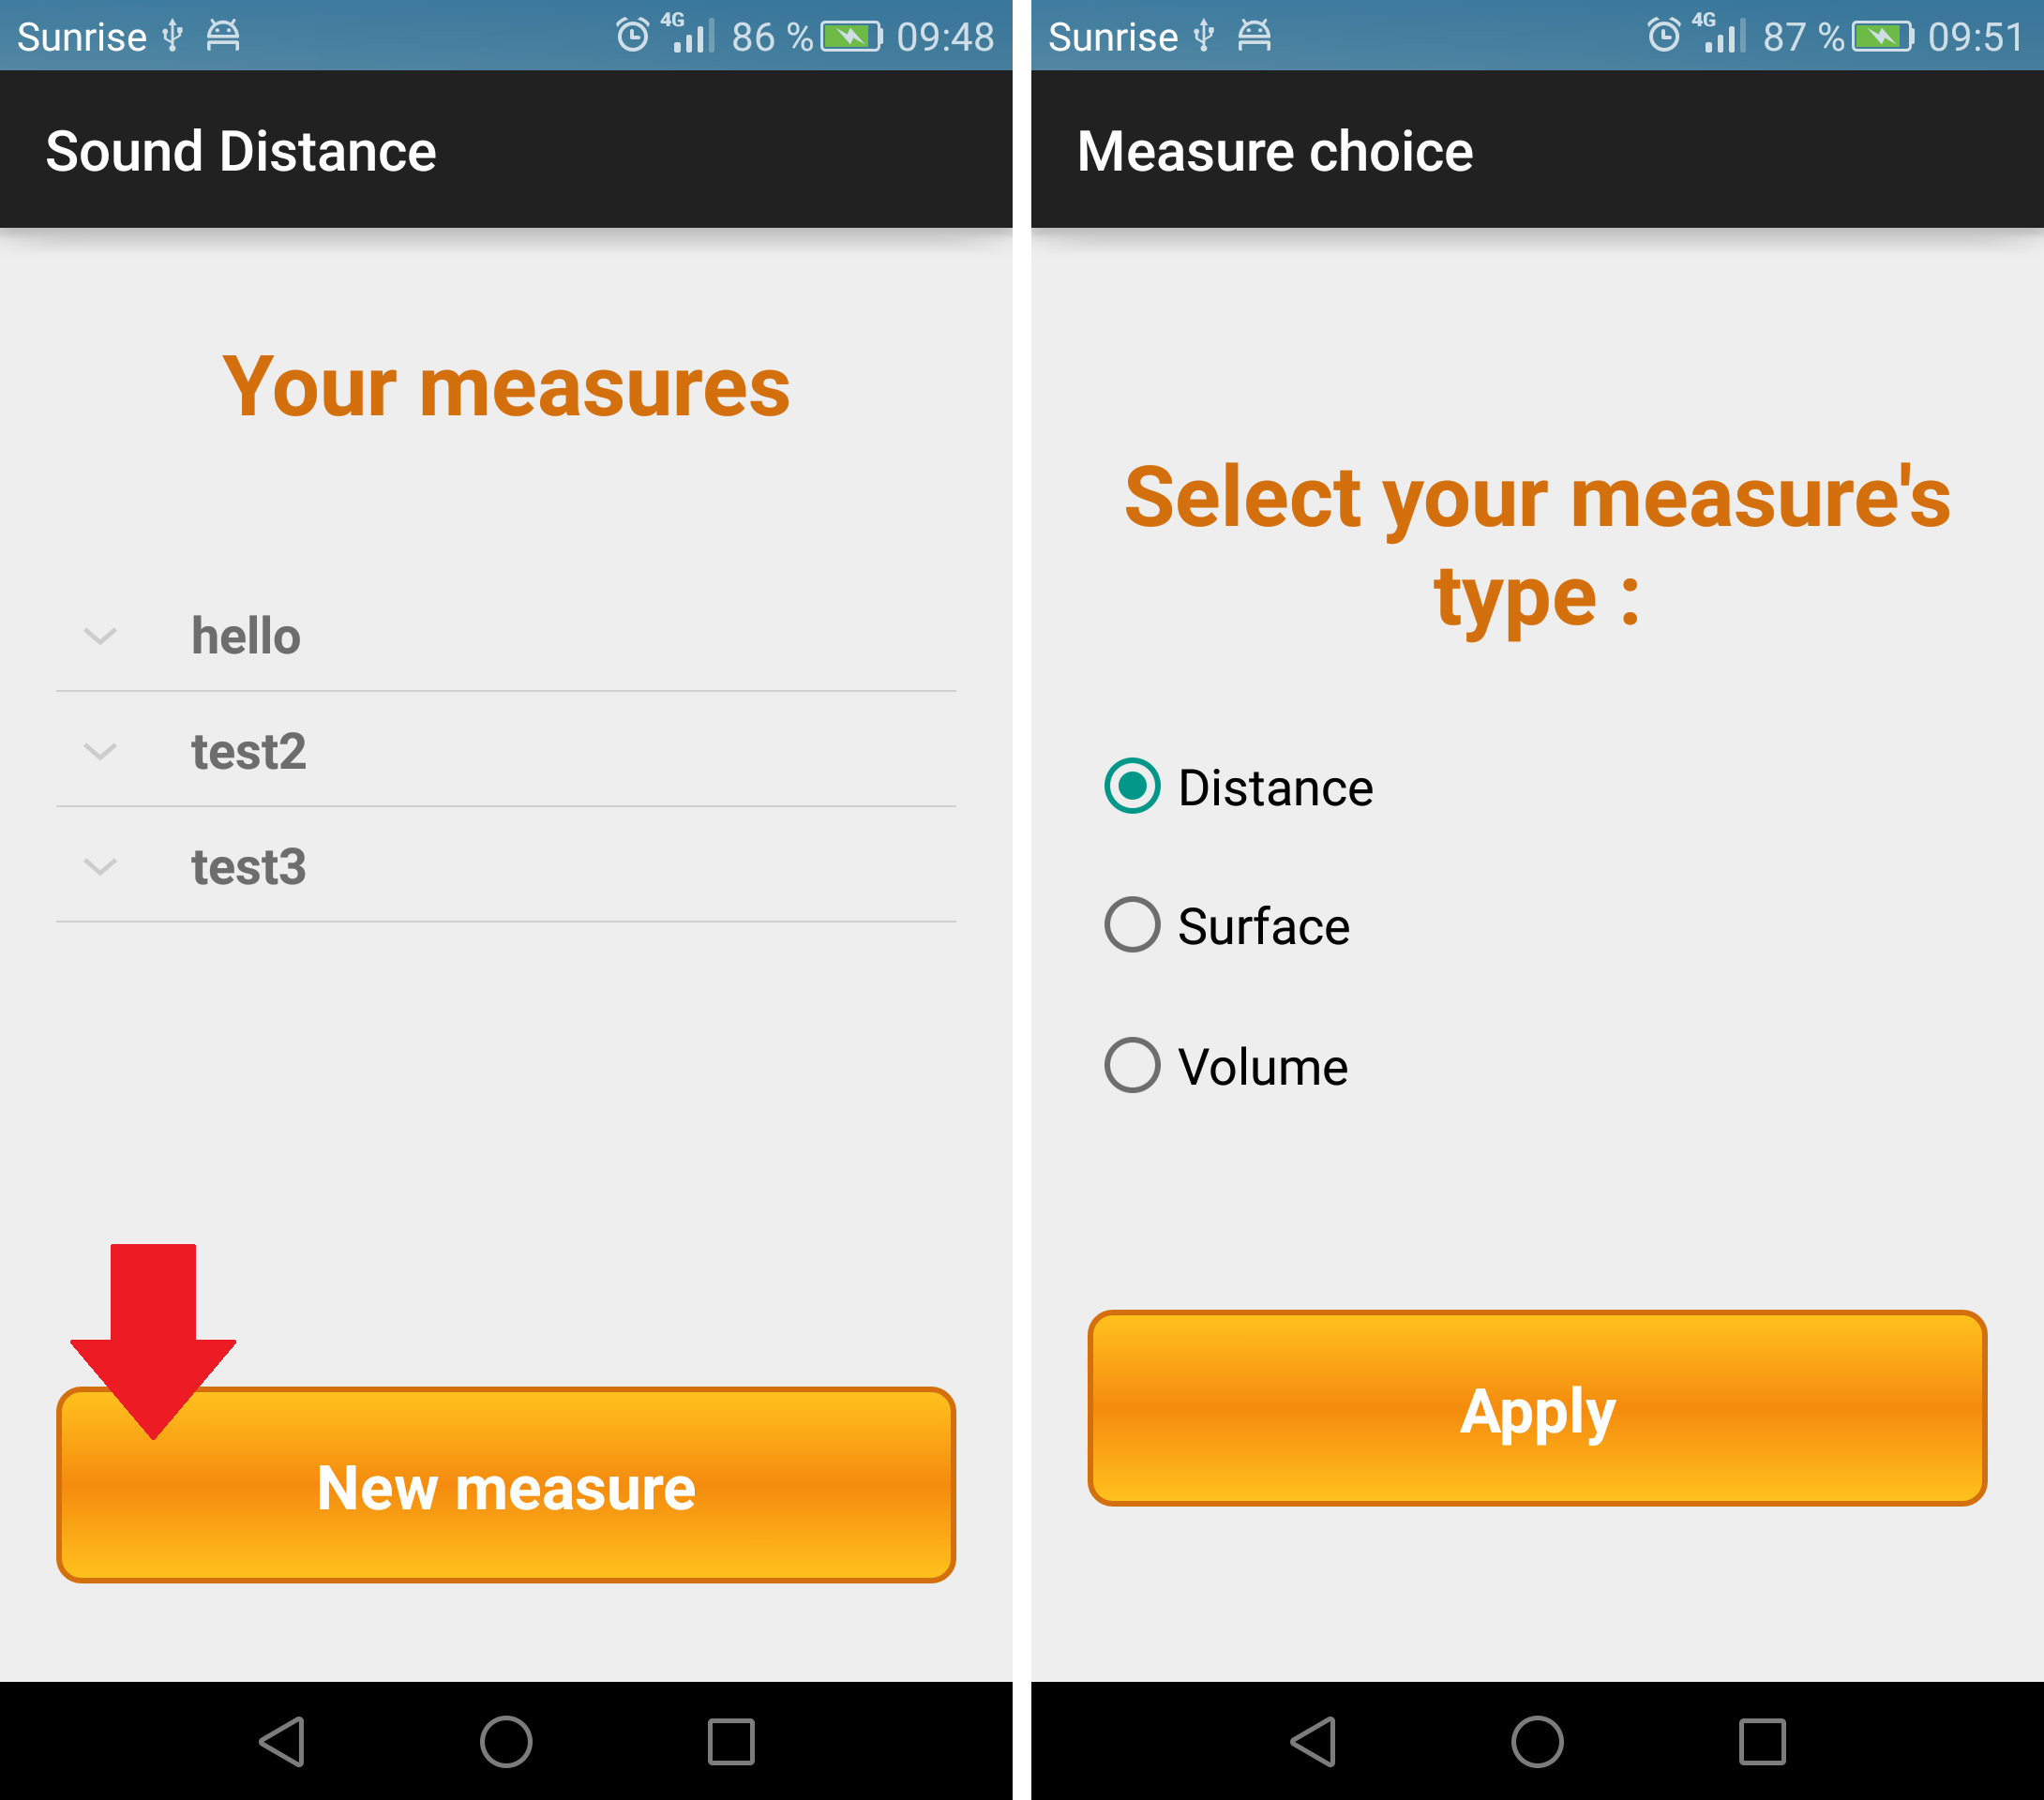 Sunrise 4G 86 % 09:48
Sound Distance
Your measures
hello
test2
test3
New measure
Sunrise 4G 87 % 09:51
Measure choice
Select your measure's
type :
Distance
Surface
Volume
Apply